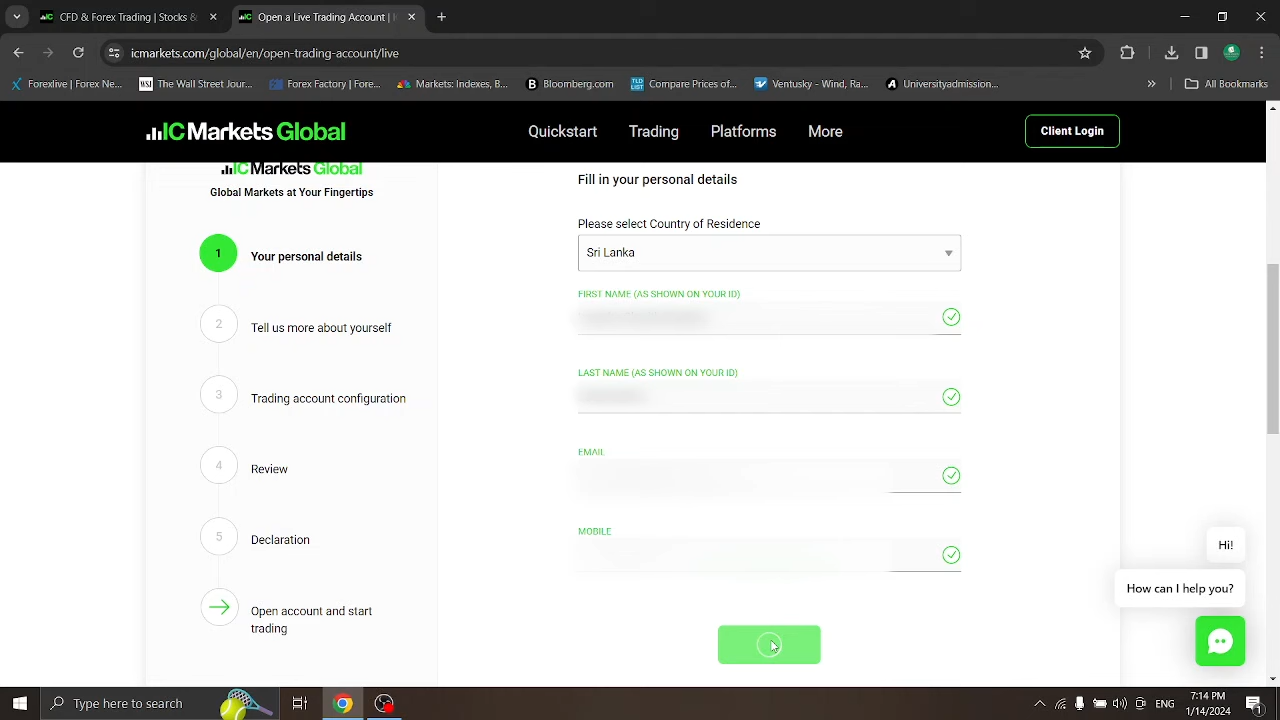 CFD & Forex Trading | Stocks &
Open a Live Trading Account |
icmarkets.com/global/en/open-trading-account/live
Forexlive | Forex Ne...
The Wall Street Jour...
Forex Factory | Fore...
Markets: Indexes, B...
Bloomberg.com
Compare Prices of...
Ventusky - Wind, Ra...
Universityadmission...
All Bookmarks
IC Markets Global
Quickstart
Trading
Platforms
More
Client Login
IC Markets Global
Global Markets at Your Fingertips
1
Your personal details
2
Tell us more about yourself
3
Trading account configuration
4
Review
5
Declaration
Open account and start
trading
Fill in your personal details
Please select Country of Residence
Sri Lanka
FIRST NAME (AS SHOWN ON YOUR ID)
LAST NAME (AS SHOWN ON YOUR ID)
EMAIL
MOBILE
Hi!
How can I help you?
Type here to search
ENG
7:14 PM
1/14/2024